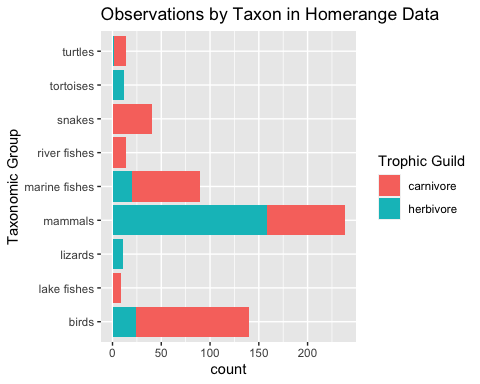 Observations by Taxon in Homerange Data
Taxonomic Group
turtles
tortoises
snakes
river fishes
marine fishes
mammals
lizards
lake fishes
birds
0 50 100 150 200
count
Trophic Guild
carnivore
herbivore